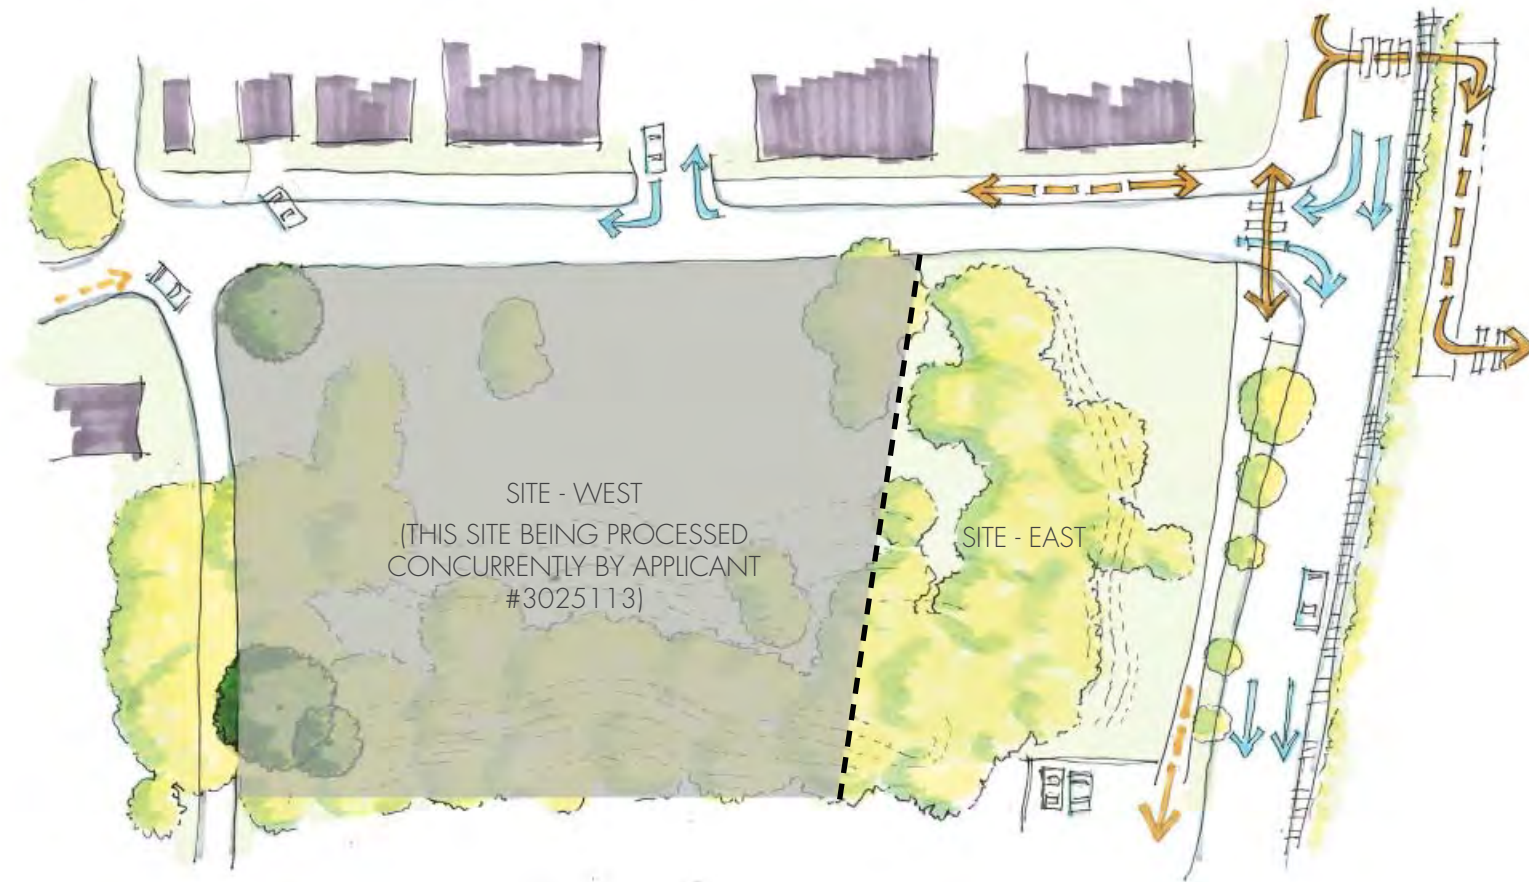 SITE - WEST
(THIS SITE BEING PROCESSED
CONCURRENTLY BY APPLICANT
#3025113)
SITE - EAST